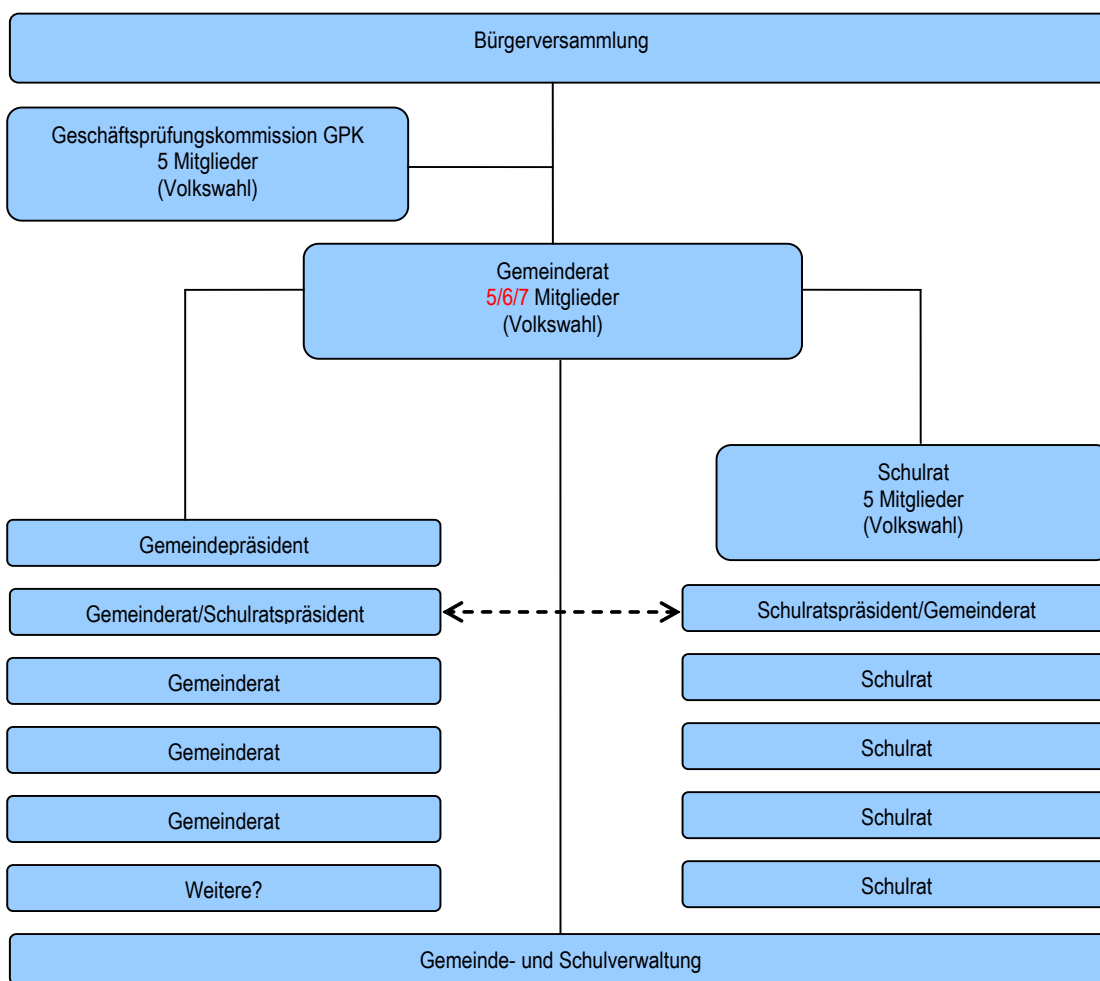 Bürgerversammlung
Geschäftsprüfungskommission GPK
5 Mitglieder
(Volkswahl)
Gemeinderat
5/6/7 Mitglieder
(Volkswahl)
Schulrat
5 Mitglieder
(Volkswahl)
Gemeindepräsident
Gemeinderat/Schulratspräsident
Schulratspräsident/Gemeinderat
Gemeinderat
Schulrat
Gemeinderat
Schulrat
Gemeinderat
Schulrat
Weitere?
Schulrat
Gemeinde- und Schulverwaltung